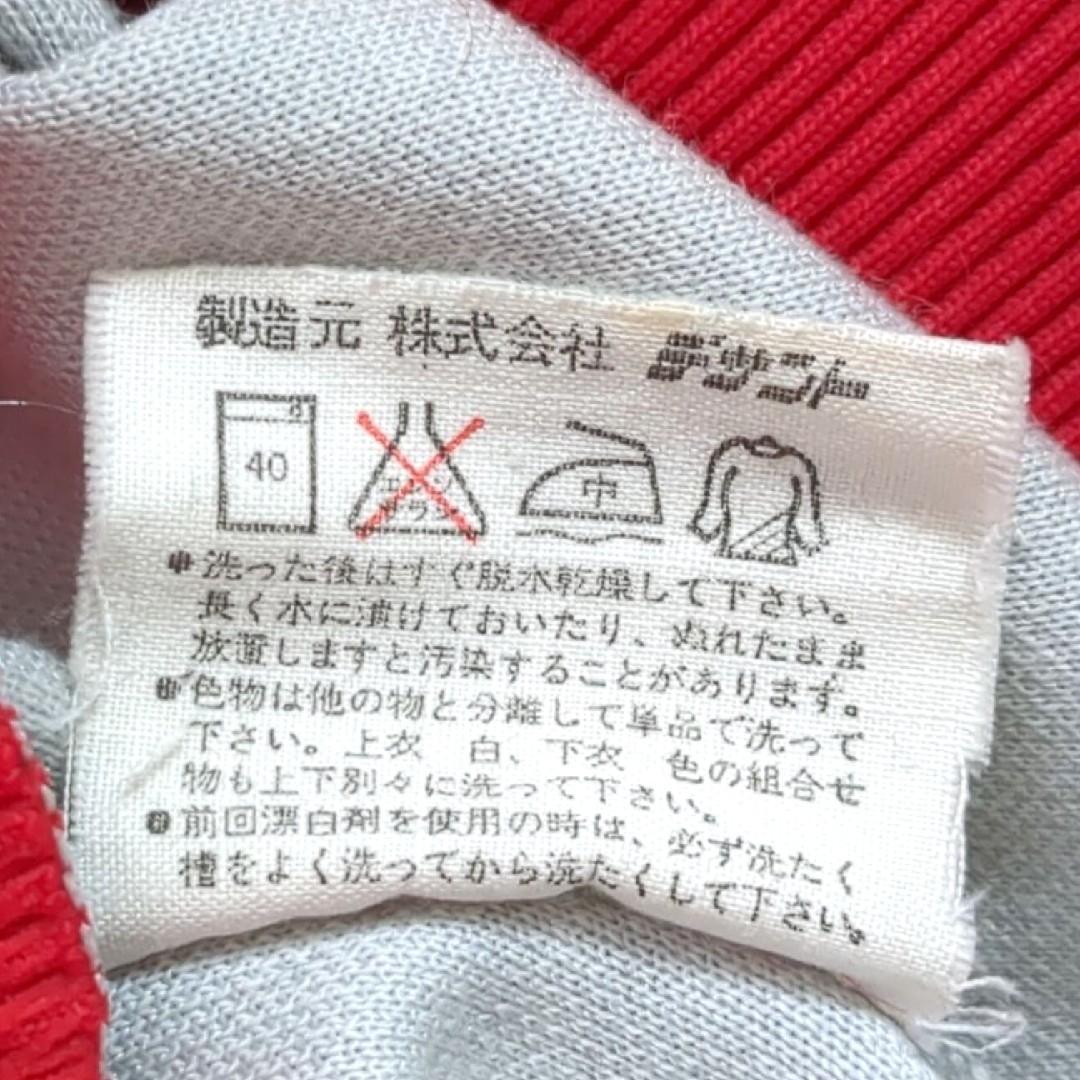 製造元 株式会社 デサント
40
エンソ
サラシ
中
洗った後はすぐ脱水乾燥して下さい。
長く水に漬けておいたり、ぬれたまま
放置しますと汚染することがあります。
色物は他の物と分離して単品で洗って
下さい。上衣 白、下衣 色の組合せ
物も上下別々に洗って下さい。
前回漂白剤を使用の時は、必ず洗たく
槽をよく洗ってから洗たくして下さい。